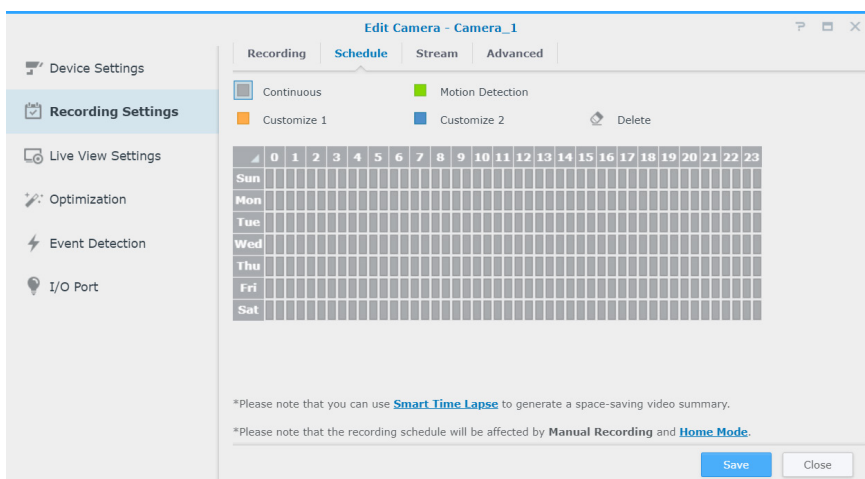 Edit Camera - Camera_1
Device Settings
Recording Settings
Live View Settings
Optimization
Event Detection
I/O Port
Recording Schedule Stream Advanced
Continuous Motion Detection
Customize 1 Customize 2 Delete
0 1 2 3 4 5 6 7 8 9 10 11 12 13 14 15 16 17 18 19 20 21 22 23
Sun
Mon
Tue
Wed
Thu
Fri
Sat
*Please note that you can use Smart Time Lapse to generate a space-saving video summary.
*Please note that the recording schedule will be affected by Manual Recording and Home Mode.
Save Close